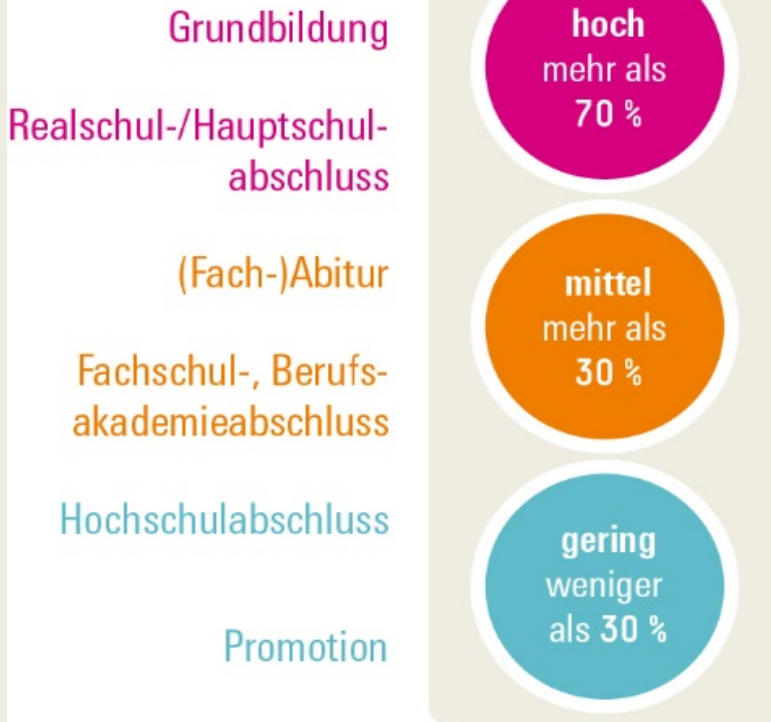 Grundbildung
Realschul-/Hauptschul-
abschluss
(Fach-)Abitur
Fachschul-, Berufs-
akademieabschluss
Hochschulabschluss
Promotion
hoch
mehr als
70 %
mittel
mehr als
30 %
gering
weniger
als 30 %